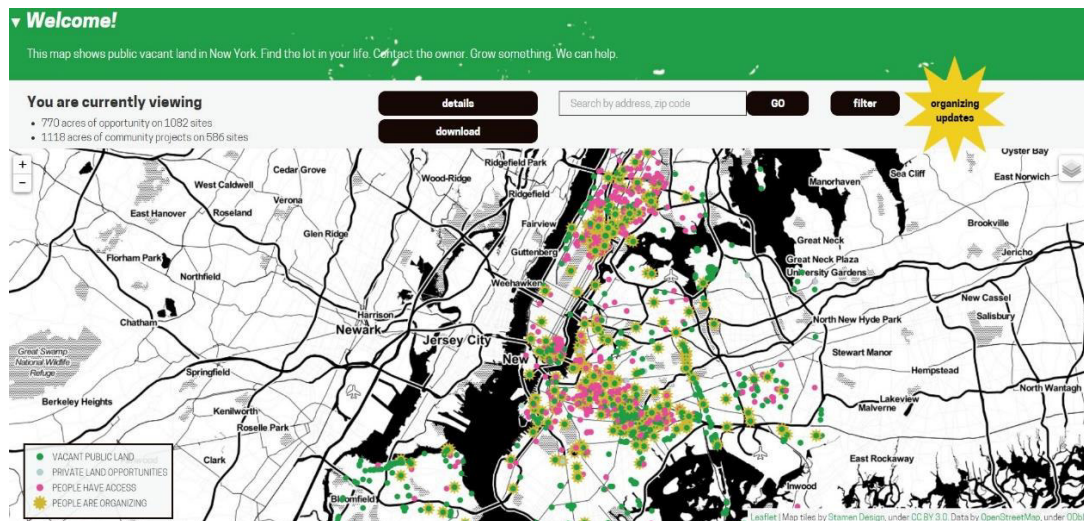 Welcome!
This map shows public vacant land in New York. Find the lot in your life. Contact the owner. Grow something. We can help.
You are currently viewing
770 acres of opportunity on 1082 sites
1118 acres of community projects on 586 sites
details
download
Search by address, zip code
GO
filter
organizing
updates
+
−
Ridgefield Park
Oyster Bay
Cedar Grove
Wood-Ridge
Sea Cliff
East Norwich
West Caldwell
Ridgefield
Manorhaven
Verona
East Hanover
Roseland
Fairview
Brookville
Glen Ridge
Great Neck
Guttenberg
Jericho
Florham Park
Great Neck Plaza
Northfield
University Gardens
Weehawken
New Cassel
Harrison
Chatham
Newark
North New Hyde Park
Salisbury
Jersey City
New
Great Swamp
National Wildlife
Refuge
Stewart Manor
Springfield
Hempstead
North Wantagh
Berkeley Heights
Kenilworth
Lakeview
Malverne
Roselle Park
VACANT PUBLIC LAND
Clark
East Rockaway
PRIVATE LAND OPPORTUNITIES
PEOPLE HAVE ACCESS
Inwood
PEOPLE ARE ORGANIZING
Bloomfield
Leaflet | Map tiles by Stamen Design, under CC BY 3.0. Data by OpenStreetMap, under ODbL